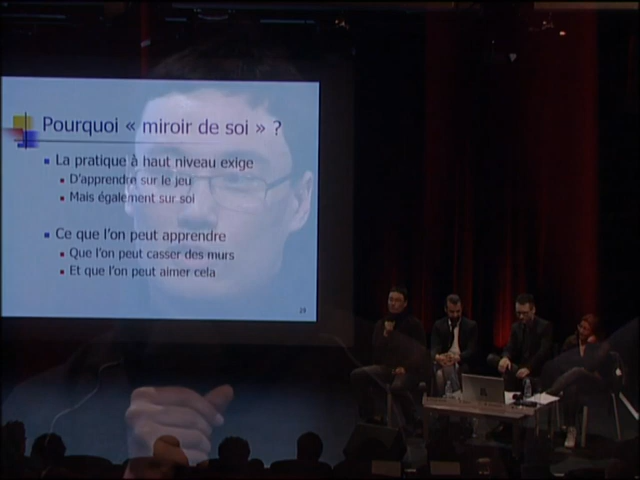 Pourquoi « miroir de soi » ?
La pratique à haut niveau exige
D'apprendre sur le jeu
Mais également sur soi
Ce que l'on peut apprendre
Que l'on peut casser des murs
Et que l'on peut aimer cela